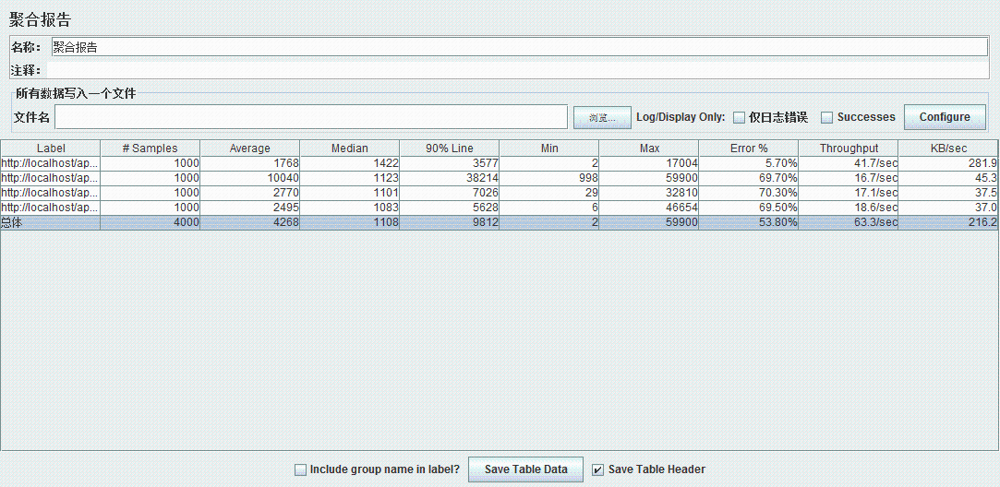 聚合报告
名称： 聚合报告
注释：
所有数据写入一个文件
文件名 浏览... Log/Display Only: 仅日志错误 Successes Configure
Label # Samples Average Median 90% Line Min Max Error % Throughput KB/sec
http://localhost/ap... 1000 1768 1422 3577 2 17004 5.70% 41.7/sec 281.9
http://localhost/ap... 1000 10040 1123 38214 998 59900 69.70% 16.7/sec 45.3
http://localhost/ap... 1000 2770 1101 7026 29 32810 70.30% 17.1/sec 37.5
http://localhost/ap... 1000 2495 1083 5628 6 46654 69.50% 18.6/sec 37.0
总体 4000 4268 1108 9812 2 59900 53.80% 63.3/sec 216.2
Include group name in label? Save Table Data Save Table Header